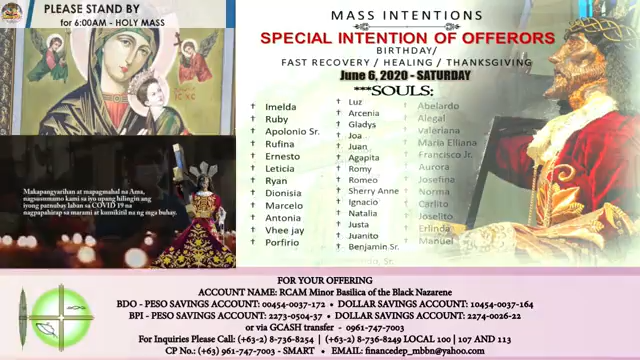 PLEASE STAND BY
for 6:00AM - HOLY MASS
MASS INTENTIONS
SPECIAL INTENTION OF OFFERORS
BIRTHDAY/
FAST RECOVERY / HEALING / THANKSGIVING
June 6, 2020 - SATURDAY
***SOULS:
Imelda
Ruby
Apolonio Sr.
Rufina
Ernesto
Leticia
Ryan
Dionisia
Marcelo
Antonia
Vhee jay
Porfirio
Luz
Arcenia
Gladys
Joa
Juan
Agapita
Romy
Romeo
Sherry Anne
Ignacio
Natalia
Justa
Juanito
Benjamin Sr.
Abelardo
Alegal
Valeriana
Maria Elliana
Francisco Jr.
Aurora
Josefina
Norma
Carlito
Joselito
Erlinda
Manuel
Makapangyarihan at mapagmahal na Ama,
nagsusumamo kami sa iyo upang hilingin ang
iyong patnubay laban sa COVID 19 na
nagpapahirap sa marami at kumikitil na ng mga buhay.
FOR YOUR OFFERING
ACCOUNT NAME: RCAM Minor Basilica of the Black Nazarene
BDO - PESO SAVINGS ACCOUNT: 00454-0037-172 • DOLLAR SAVINGS ACCOUNT: 10454-0037-164
BPI - PESO SAVINGS ACCOUNT: 2273-0504-37 • DOLLAR SAVINGS ACCOUNT: 2274-0026-22
or via GCASH transfer - 0961-747-7003
For Inquiries Please Call: (+63-2) 8-736-8254 | (+63-2) 8-736-8249 LOCAL 100 | 107 AND 113
CP No.: (+63) 961-747-7003 - SMART • EMAIL: financedep_mbbn@yahoo.com